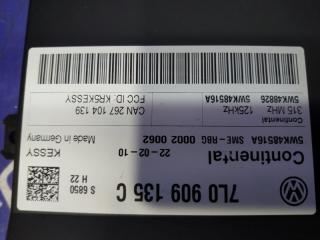 7L0 909 135 C
S 6850
H 22
Continental
22-02-10
KESSY
5WK48516A SME-RBG 0002 0062
Made in Germany
Continental
315 MHz
5WK48826
125kHz
5WK48516A
CAN 267 104 139
FCC ID. KR5KESSY